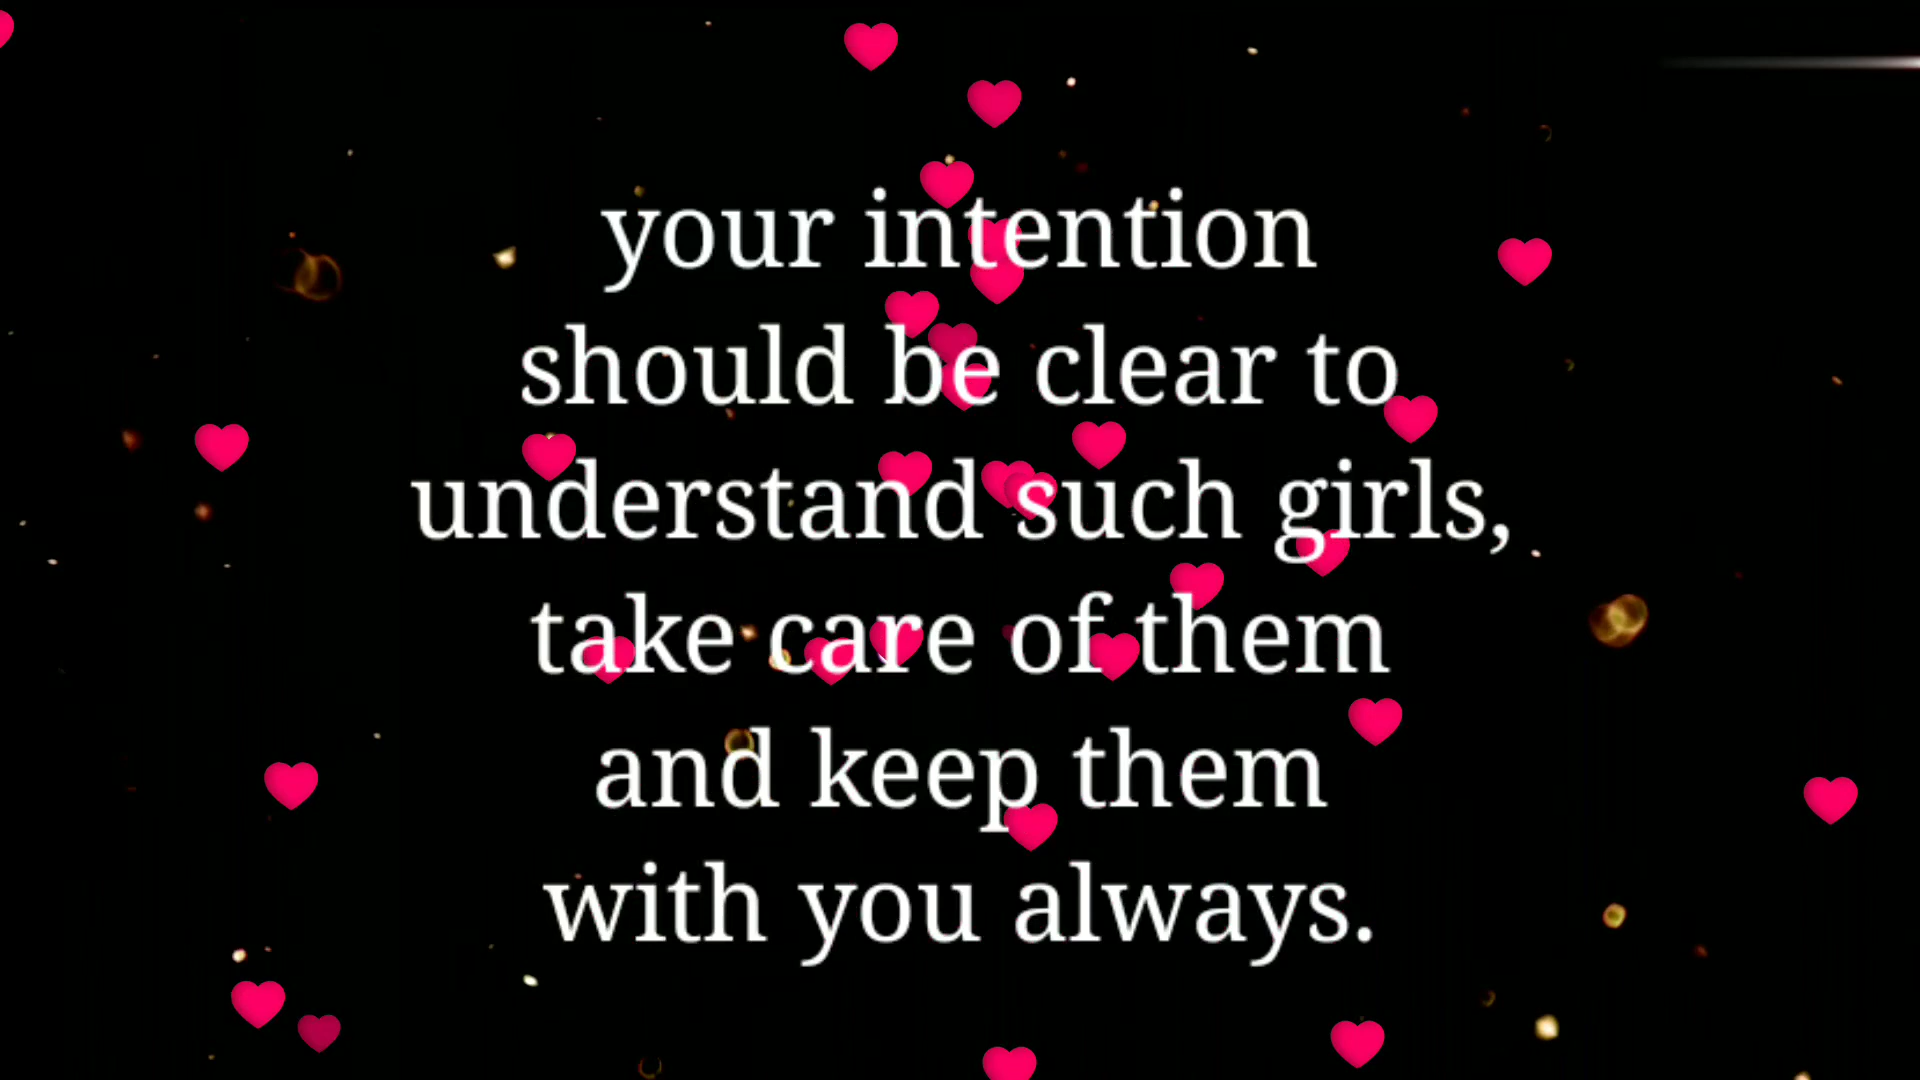 your intention
should be clear to
understand such girls,
take care of them
and keep them
with you always.